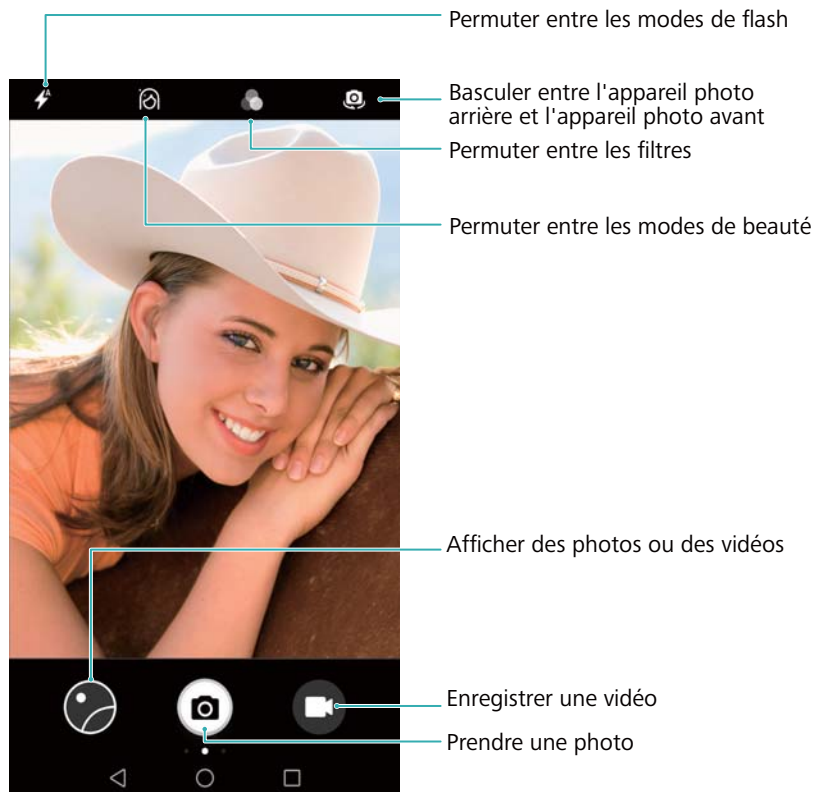 Permuter entre les modes de flash
Basculer entre l'appareil photo
arrière et l'appareil photo avant
Permuter entre les filtres
Permuter entre les modes de beauté
Afficher des photos ou des vidéos
Enregistrer une vidéo
Prendre une photo